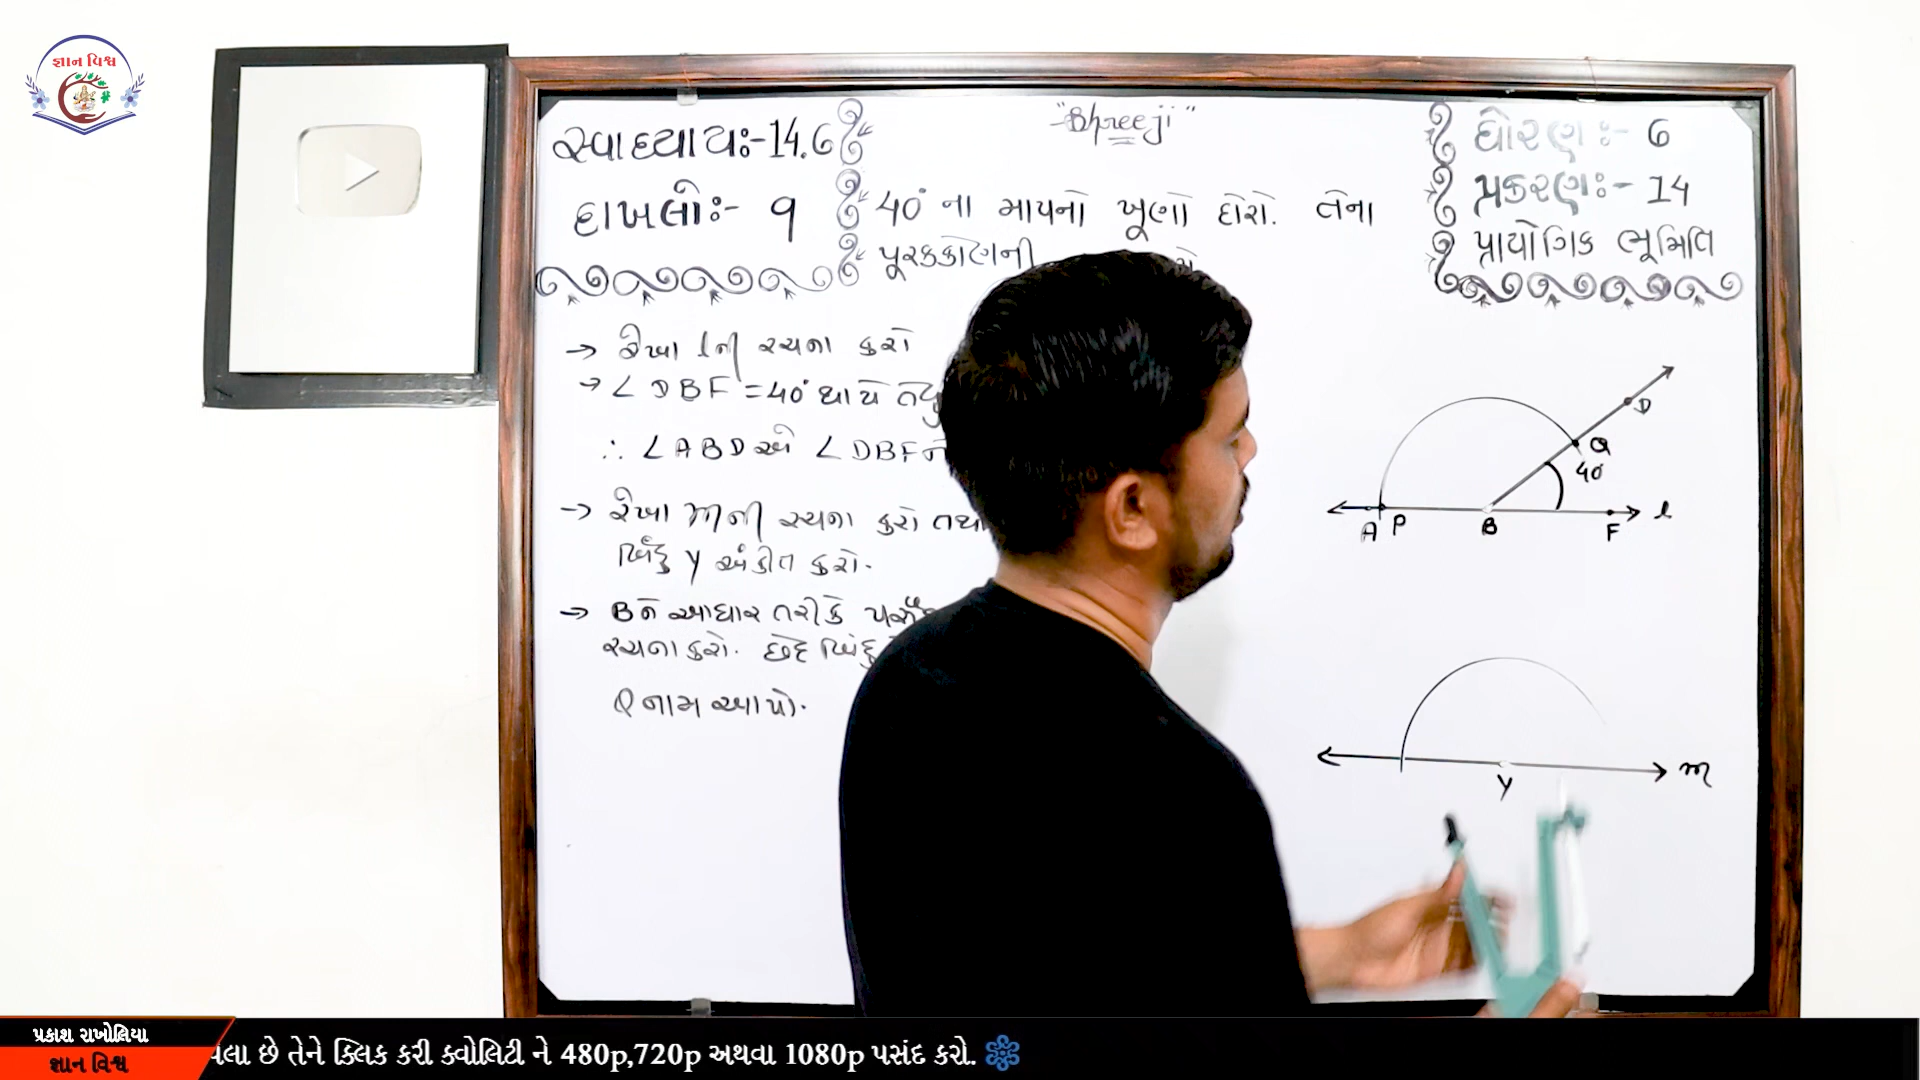 જ્ઞાન વિશ્વ
"Shreeji"
સ્વાધ્યાયઃ-14.6
દાખલોઃ- 9
40° ના માપનો ખૂણો દોરો. તેના
પૂરકકોણની
ધોરણઃ- 6
પ્રકરણઃ- 14
પ્રાયોગિક ભૂમિતિ
→ રેખા l ની રચના કરો
→ ∠DBF = 40° થાય તેવું
∴ ∠ABD એ ∠DBF ન
→ રેખા m ની રચના કરો તથા
બિંદુ Y અંકીત કરો.
→ B ને આધાર તરીકે
રચના કરો. છેદ બિંદુ
Q નામ આપો.
D
Q
40°
A P B F l
Y m
પ્રકાશ રાખોલિયા
જ્ઞાન વિશ્વ
પેલા છે તેને ક્લિક કરી ક્વોલિટી ને 480p,720p અથવા 1080p પસંદ કરો.